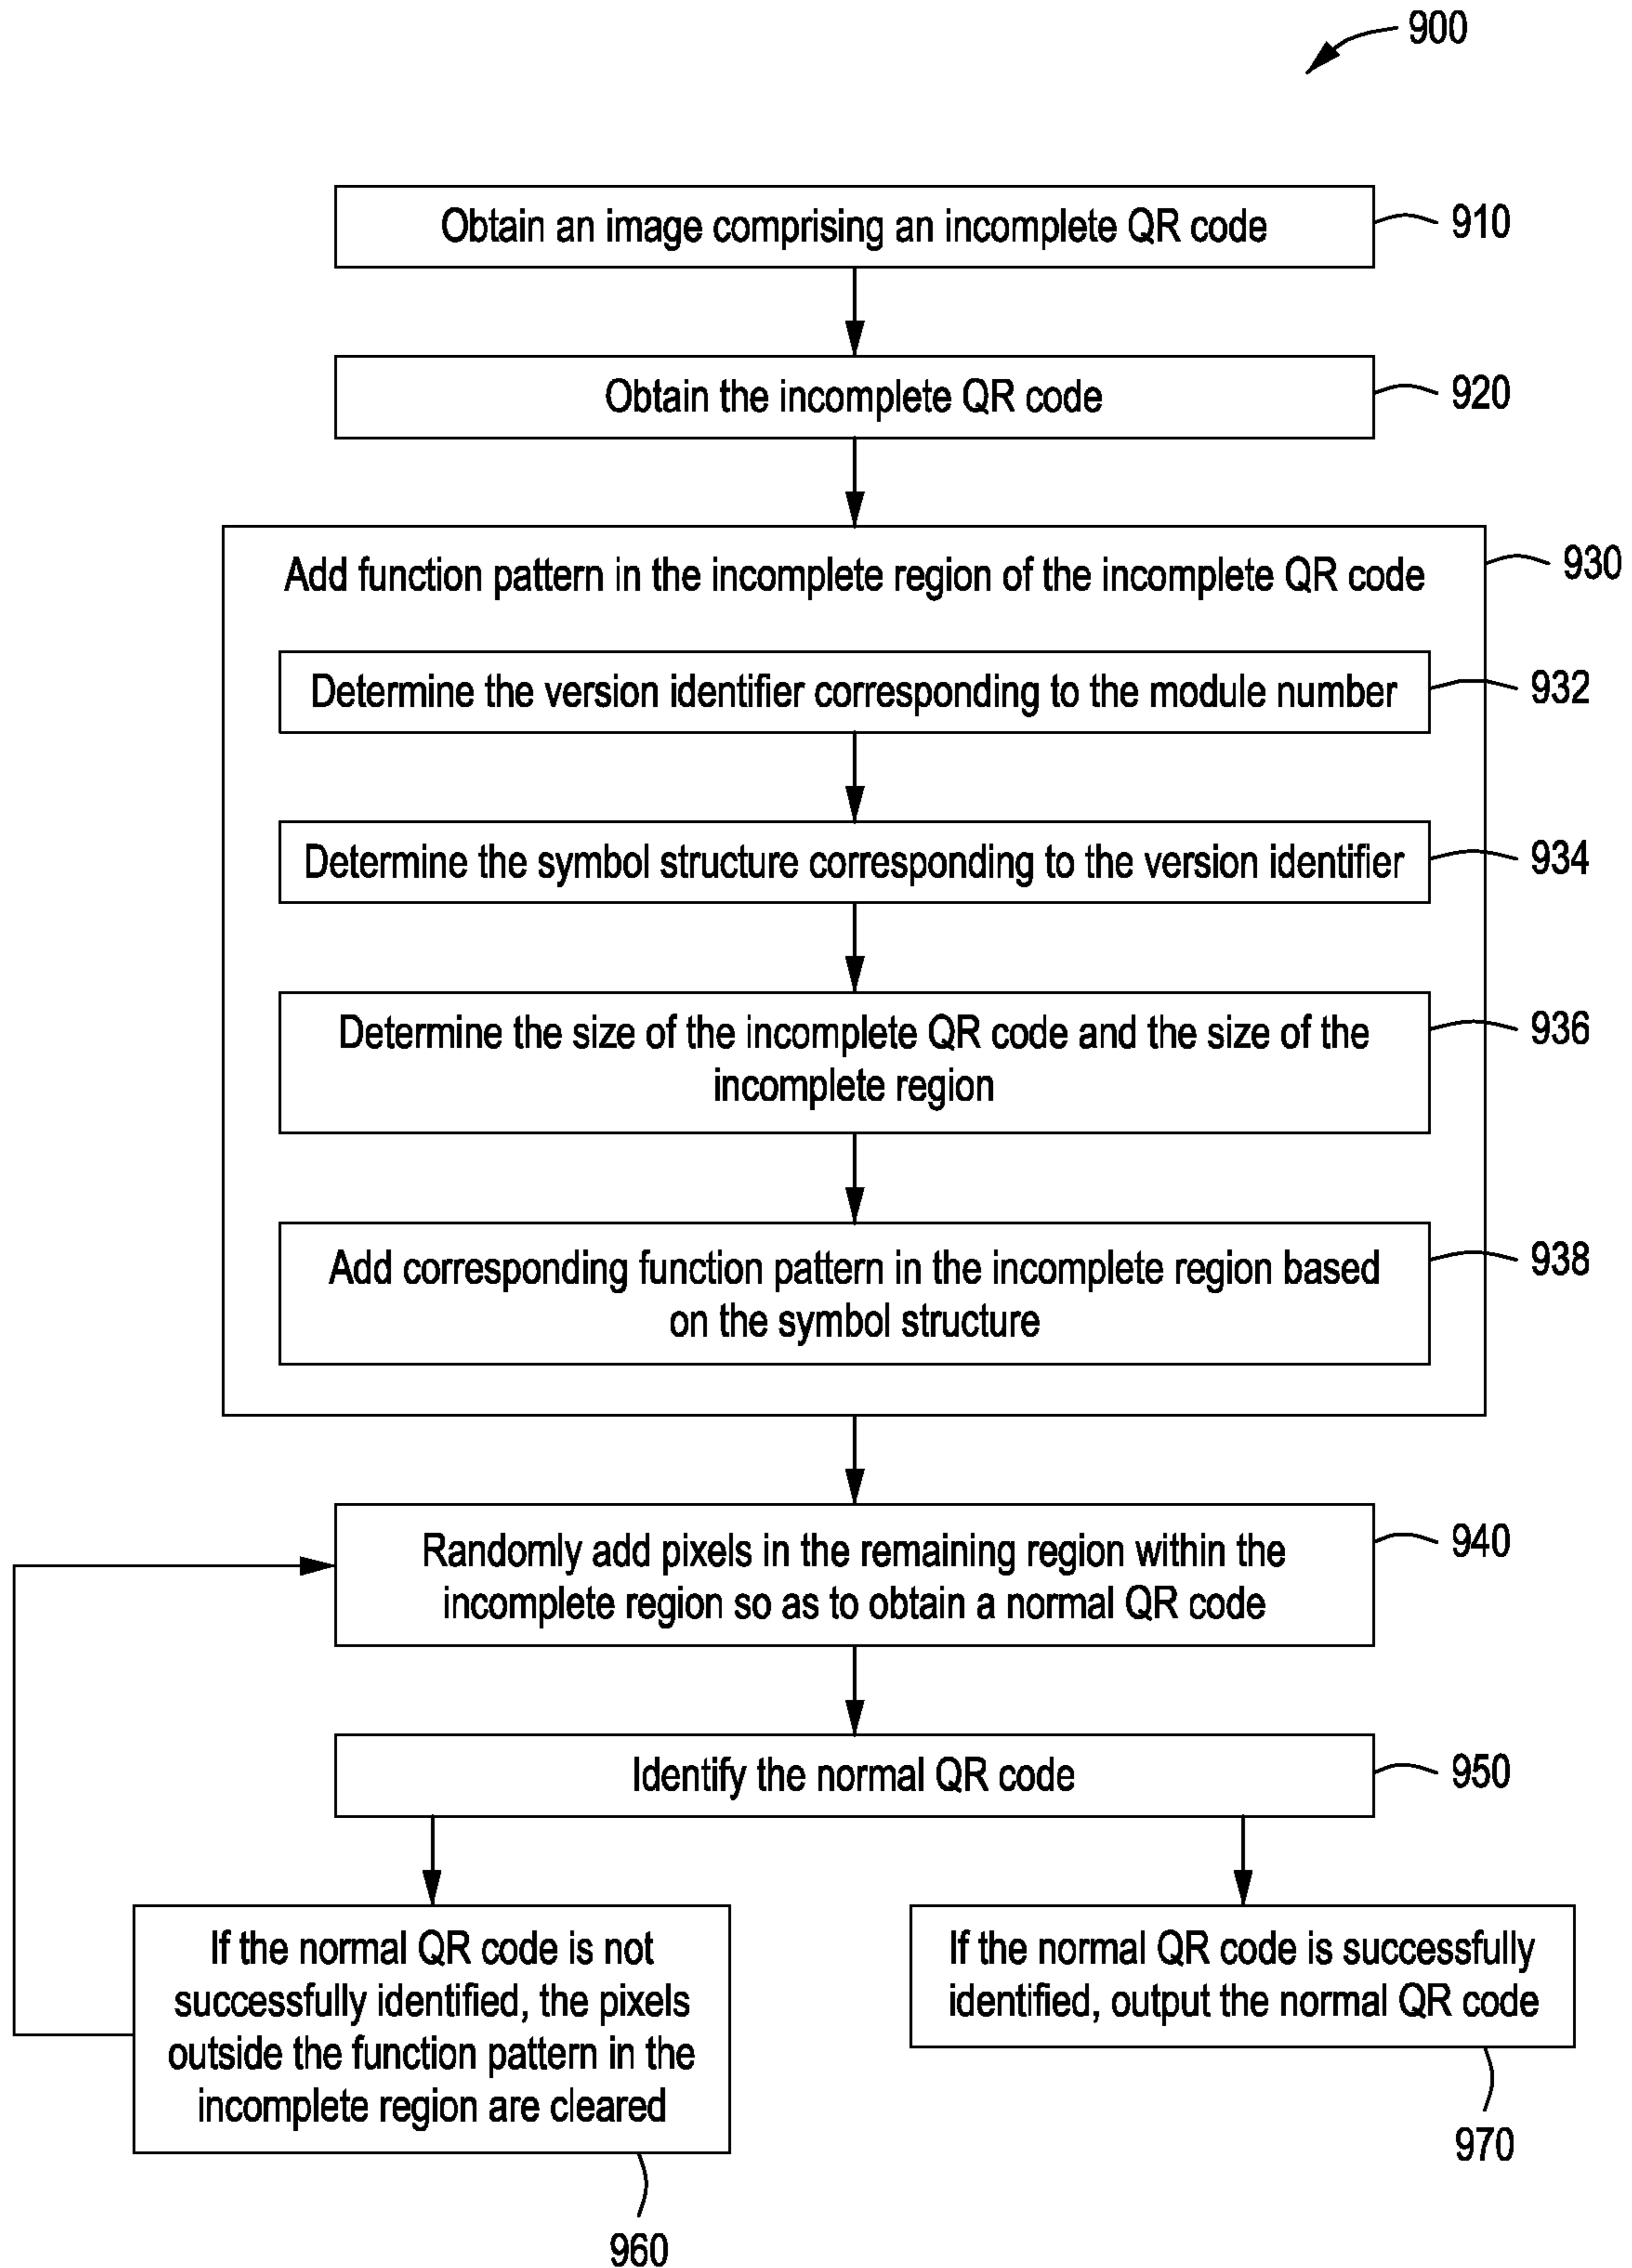 900
Obtain an image comprising an incomplete QR code
910
Obtain the incomplete QR code
920
Add function pattern in the incomplete region of the incomplete QR code
930
Determine the version identifier corresponding to the module number
932
Determine the symbol structure corresponding to the version identifier
934
Determine the size of the incomplete QR code and the size of the
incomplete region
936
Add corresponding function pattern in the incomplete region based
on the symbol structure
938
Randomly add pixels in the remaining region within the
incomplete region so as to obtain a normal QR code
940
Identify the normal QR code
950
If the normal QR code is not
successfully identified, the pixels
outside the function pattern in the
incomplete region are cleared
960
If the normal QR code is successfully
identified, output the normal QR code
970